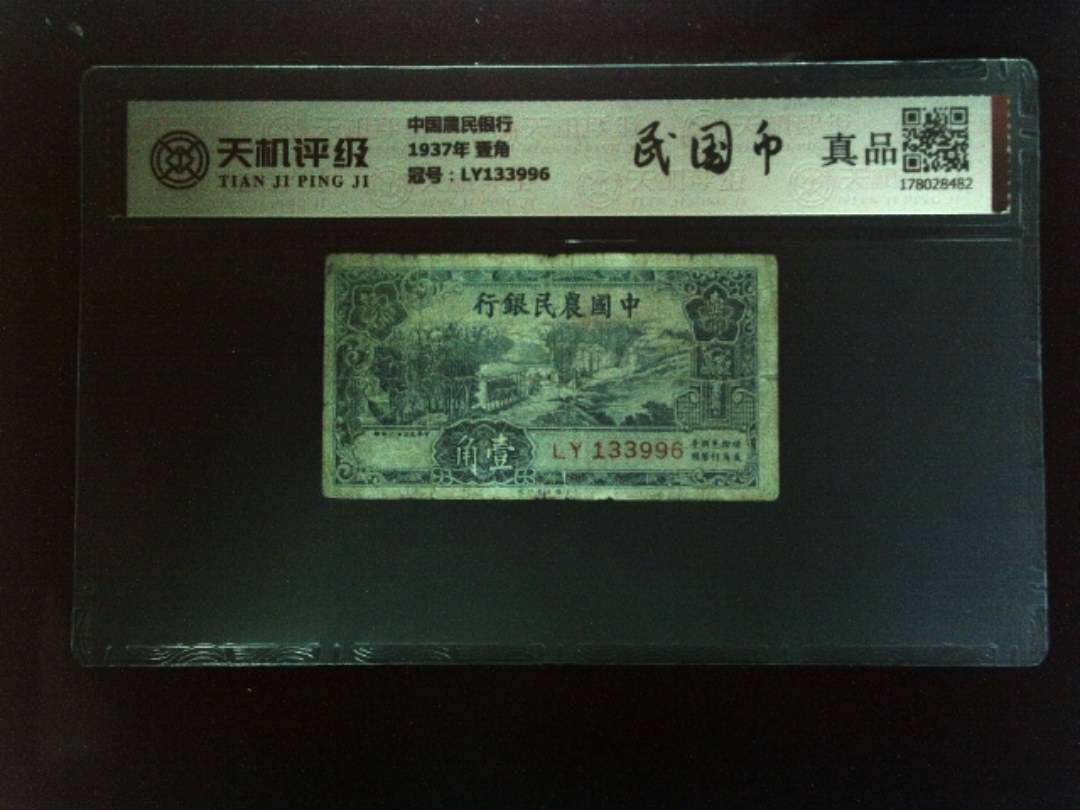 天机评级
TIAN JI PING JI
中国農民银行
1937年 壹角
冠号：LY133996
民国币 真品
178028482
行銀民農國中
角壹
LY 133996